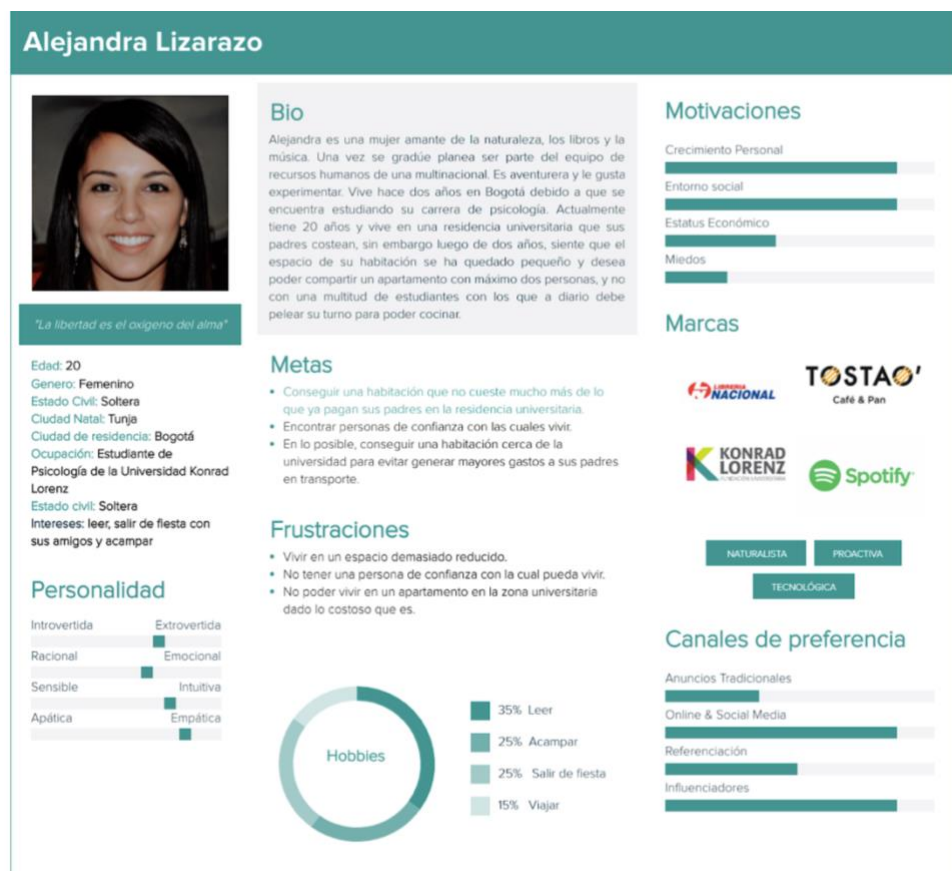 Alejandra Lizarazo
"La libertad es el oxigeno del alma"
Edad: 20
Genero: Femenino
Estado Civil: Soltera
Ciudad Natal: Tunja
Ciudad de residencia: Bogotá
Ocupación: Estudiante de
Psicología de la Universidad Konrad
Lorenz
Estado civil: Soltera
Intereses: leer, salir de fiesta con
sus amigos y acampar
Personalidad
Introvertida Extrovertida
Racional Emocional
Sensible Intuitiva
Apática Empática
Bio
Alejandra es una mujer amante de la naturaleza, los libros y la
música. Una vez se gradúe planea ser parte del equipo de
recursos humanos de una multinacional. Es aventurera y le gusta
experimentar. Vive hace dos años en Bogotá debido a que se
encuentra estudiando su carrera de psicología. Actualmente
tiene 20 años y vive en una residencia universitaria que sus
padres costean, sin embargo luego de dos años, siente que el
espacio de su habitación se ha quedado pequeño y desea
poder compartir un apartamento con máximo dos personas, y no
con una multitud de estudiantes con los que a diario debe
pelear su turno para poder cocinar.
Metas
• Conseguir una habitación que no cueste mucho más de lo
que ya pagan sus padres en la residencia universitaria.
• Encontrar personas de confianza con las cuales vivir.
• En lo posible, conseguir una habitación cerca de la
universidad para evitar generar mayores gastos a sus padres
en transporte.
Frustraciones
• Vivir en un espacio demasiado reducido.
• No tener una persona de confianza con la cual pueda vivir.
• No poder vivir en un apartamento en la zona universitaria
dado lo costoso que es.
Hobbies
35% Leer
25% Acampar
25% Salir de fiesta
15% Viajar
Motivaciones
Crecimiento Personal
Entorno social
Estatus Económico
Miedos
Marcas
LIBRERIA
NACIONAL
TOSTAO'
Café & Pan
KONRAD
LORENZ
FUNDACIÓN UNIVERSITARIA
Spotify
NATURALISTA PROACTIVA
TECNOLÓGICA
Canales de preferencia
Anuncios Tradicionales
Online & Social Media
Referenciación
Influenciadores